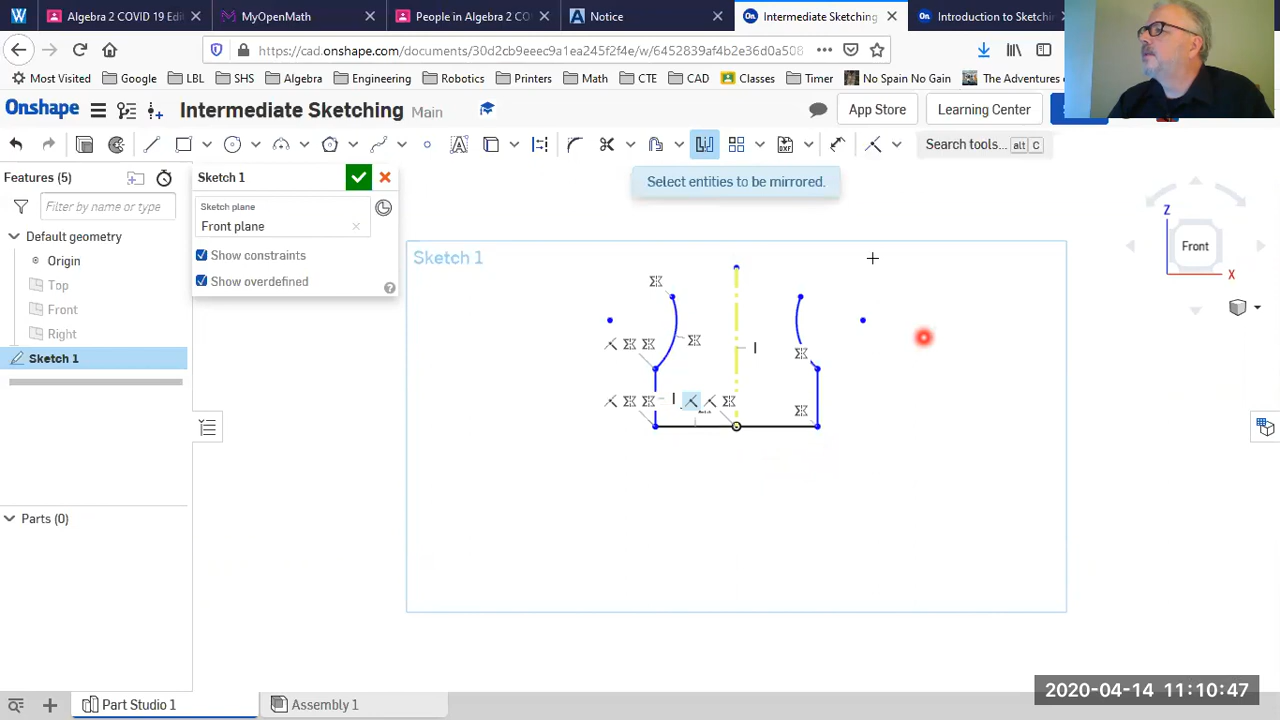 Algebra 2 COVID 19 Edi
MyOpenMath
People in Algebra 2 CO
Notice
Intermediate Sketching
Introduction to Sketchi
https://cad.onshape.com/documents/30d2cb9eeec9a1ea245f2f4e/w/6452839af4b2e36d0a508
Most Visited
Google
LBL
SHS
Algebra
Engineering
Robotics
Printers
Math
CTE
CAD
Classes
Timer
No Spain No Gain
The Adventures
Onshape
Intermediate Sketching
Main
App Store
Learning Center
Search tools...
alt
C
Features (5)
Filter by name or type
Default geometry
Origin
Top
Front
Right
Sketch 1
Parts (0)
Sketch 1
Sketch plane
Front plane
Show constraints
Show overdefined
Select entities to be mirrored.
Sketch 1
Z
Front
X
2020-04-14 11:10:47
Part Studio 1
Assembly 1